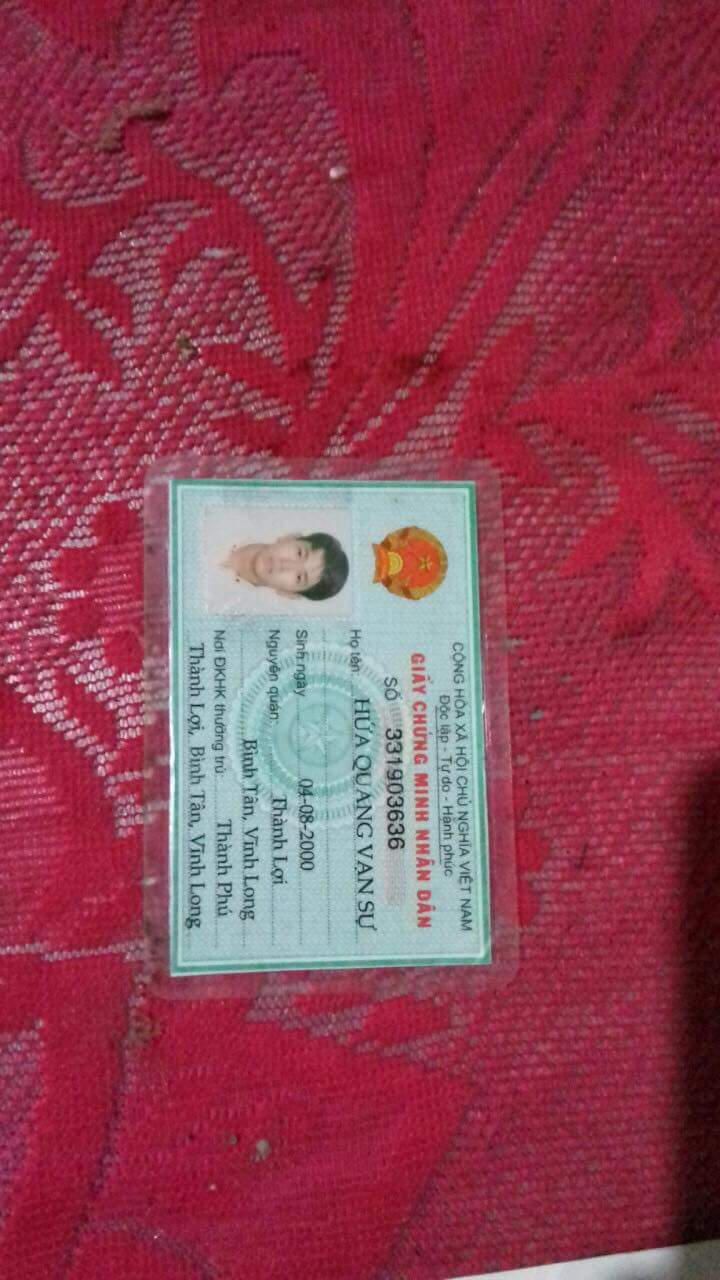 CỘNG HÒA XÃ HỘI CHỦ NGHĨA VIỆT NAM
Độc lập - Tự do - Hạnh phúc
GIẤY CHỨNG MINH NHÂN DÂN
SỐ 331903636
Họ tên: HỨA QUANG VẠN SỰ
Sinh ngày 04-08-2000
Nguyên quán: Thành Lợi
Bình Tân, Vĩnh Long
Nơi ĐKHK thường trú: Thành Phú
Thành Lợi, Bình Tân, Vĩnh Long